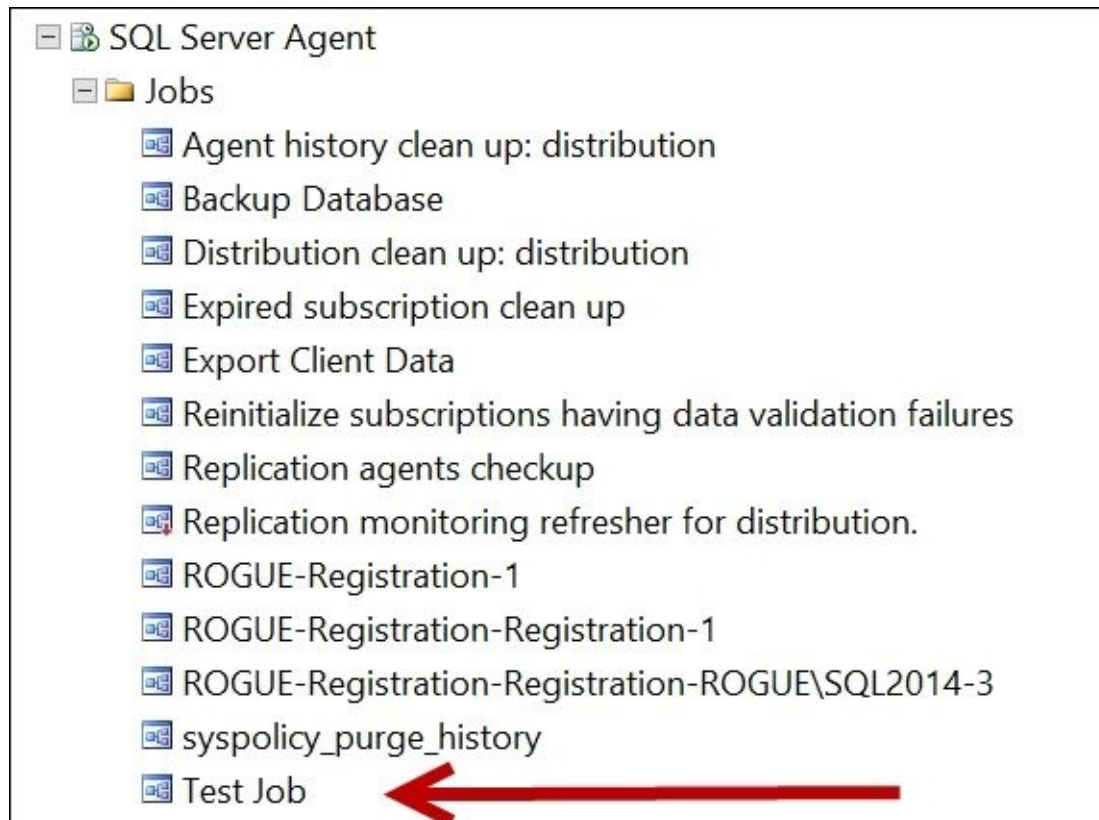 SQL Server Agent
Jobs
Agent history clean up: distribution
Backup Database
Distribution clean up: distribution
Expired subscription clean up
Export Client Data
Reinitialize subscriptions having data validation failures
Replication agents checkup
Replication monitoring refresher for distribution.
ROGUE-Registration-1
ROGUE-Registration-Registration-1
ROGUE-Registration-Registration-ROGUE\SQL2014-3
syspolicy_purge_history
Test Job